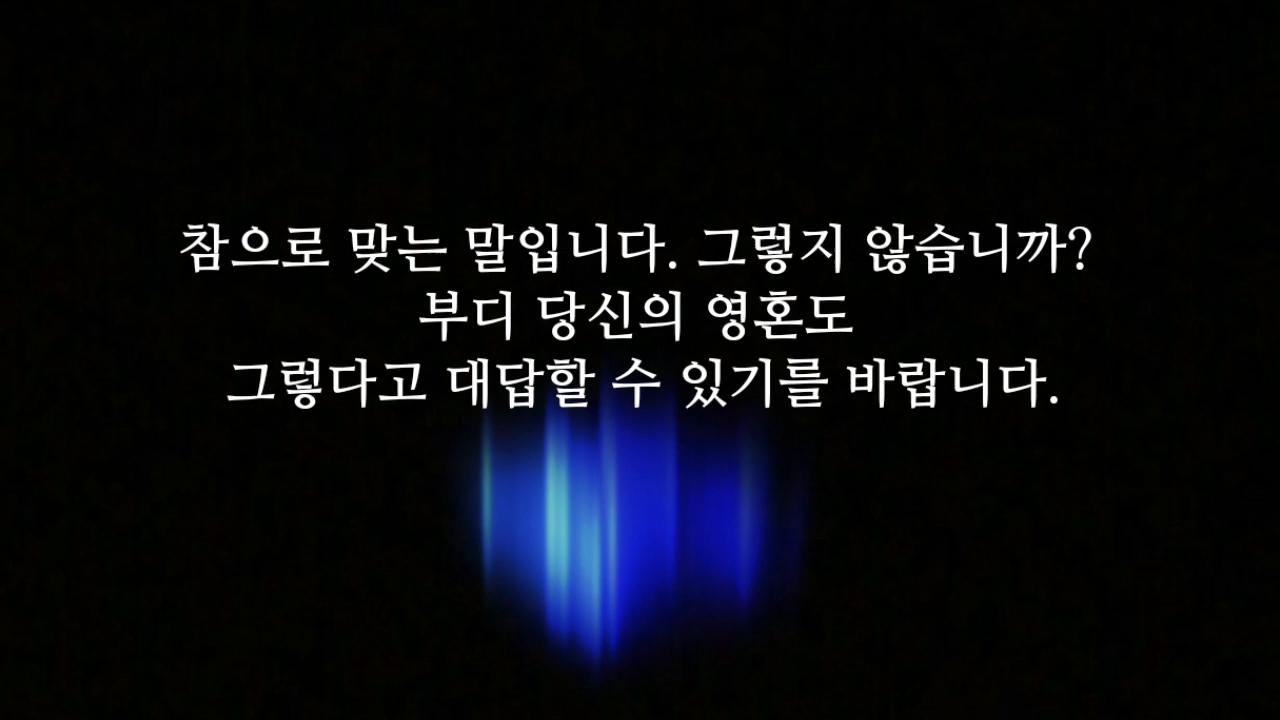 참으로 맞는 말입니다. 그렇지 않습니까?
부디 당신의 영혼도
그렇다고 대답할 수 있기를 바랍니다.